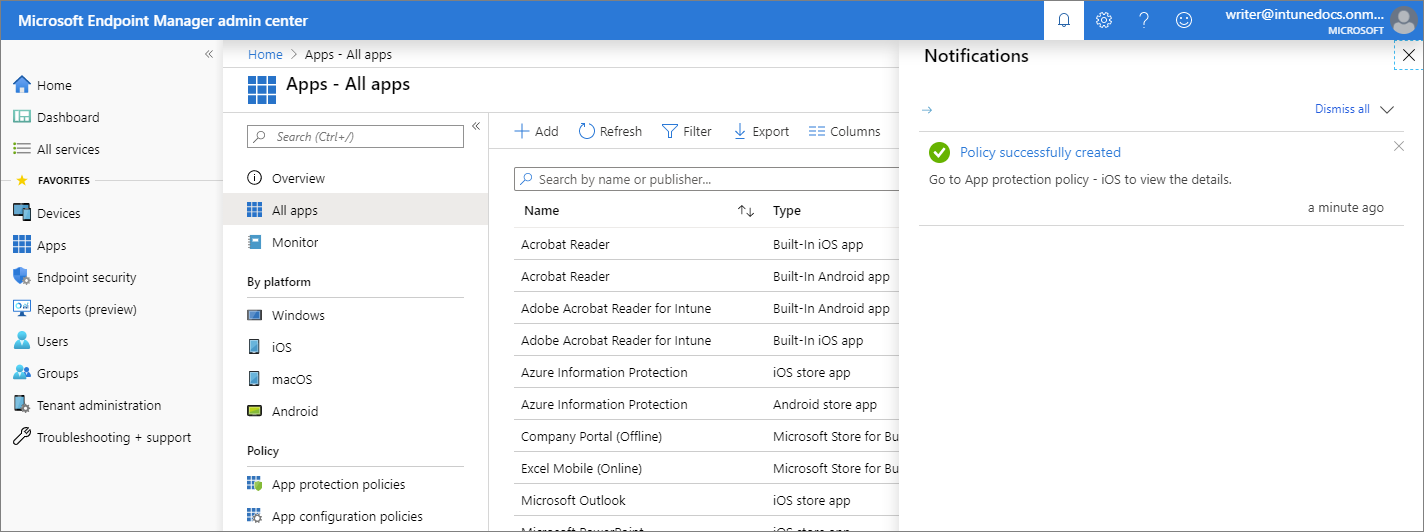 Microsoft Endpoint Manager admin center
writer@intunedocs.onm...
MICROSOFT
Home
Dashboard
All services
FAVORITES
Devices
Apps
Endpoint security
Reports (preview)
Users
Groups
Tenant administration
Troubleshooting + support
Home > Apps - All apps
Apps - All apps
Search (Ctrl+/)
Overview
All apps
Monitor
By platform
Windows
iOS
macOS
Android
Policy
App protection policies
App configuration policies
Add Refresh Filter Export Columns
Search by name or publisher...
Name Type
Acrobat Reader Built-In iOS app
Acrobat Reader Built-In Android app
Adobe Acrobat Reader for Intune Built-In Android app
Adobe Acrobat Reader for Intune Built-In iOS app
Azure Information Protection iOS store app
Azure Information Protection Android store app
Company Portal (Offline) Microsoft Store for Bu
Excel Mobile (Online) Microsoft Store for Bu
Microsoft Outlook iOS store app
Microsoft PowerPoint iOS store app
Notifications
Dismiss all
Policy successfully created
Go to App protection policy - iOS to view the details.
a minute ago